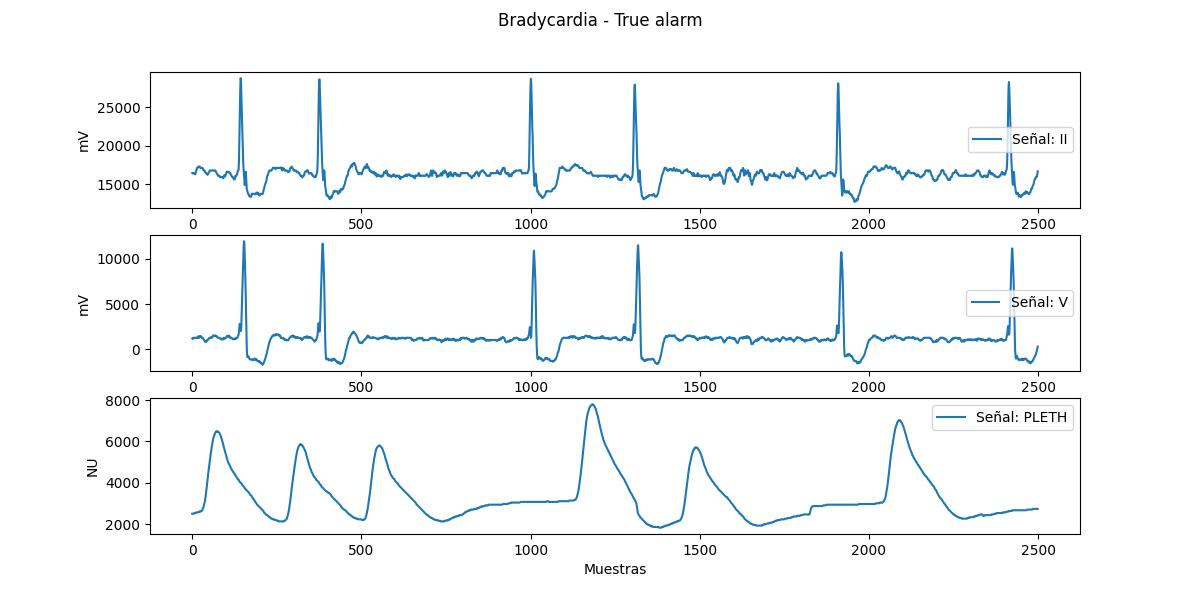 Bradycardia - True alarm
25000
20000
15000
mV
Señal: II
0 500 1000 1500 2000 2500
10000
5000
0
mV
Señal: V
0 500 1000 1500 2000 2500
8000
6000
4000
2000
NU
Señal: PLETH
0 500 1000 1500 2000 2500
Muestras